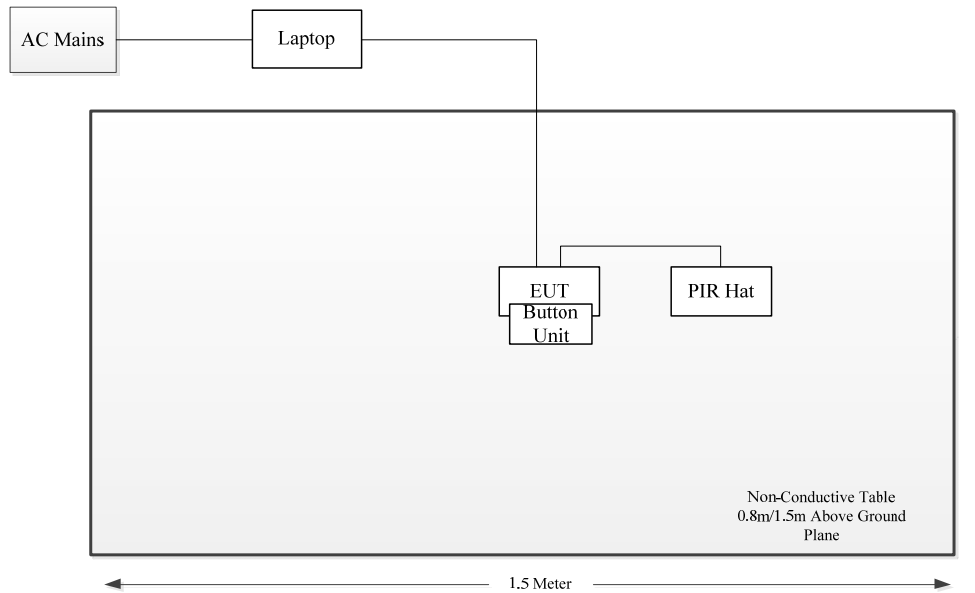 AC Mains
Laptop
EUT
Button
Unit
PIR Hat
Non-Conductive Table
0.8m/1.5m Above Ground
Plane
1.5 Meter